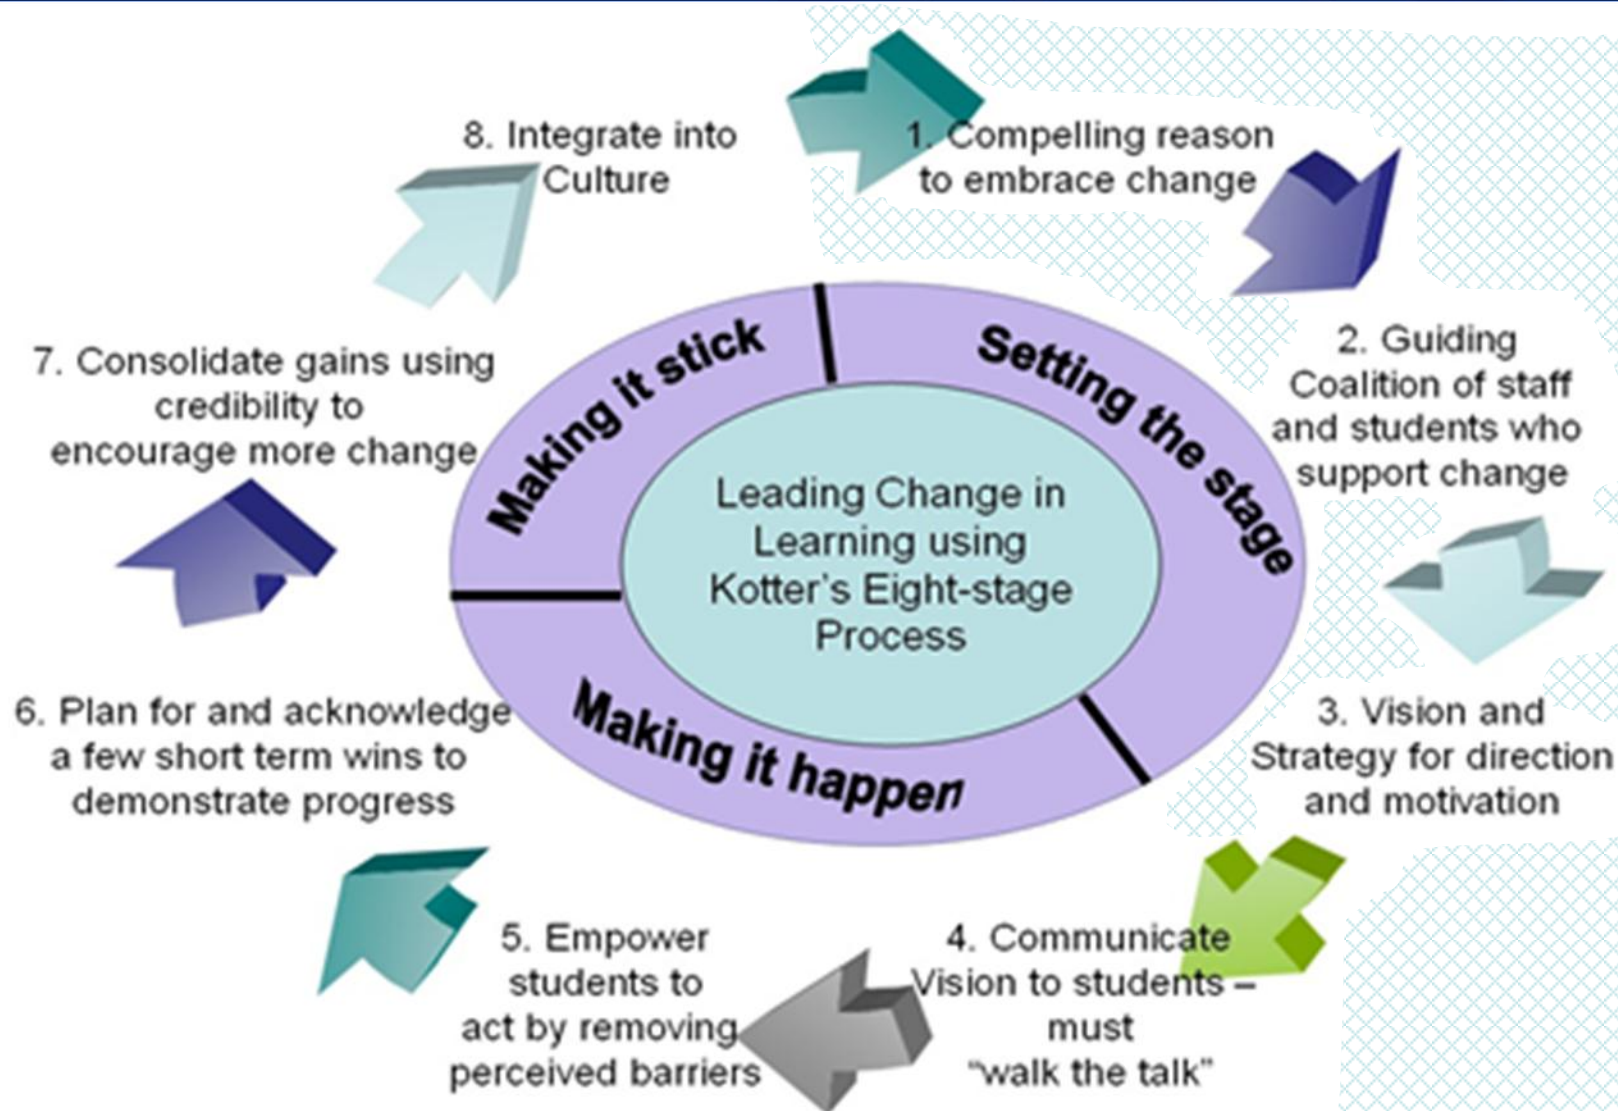 1. Compelling reason
to embrace change
2. Guiding
Coalition of staff
and students who
support change
3. Vision and
Strategy for direction
and motivation
4. Communicate
Vision to students –
must
“walk the talk”
5. Empower
students to
act by removing
perceived barriers
6. Plan for and acknowledge
a few short term wins to
demonstrate progress
7. Consolidate gains using
credibility to
encourage more change
8. Integrate into
Culture
Setting the stage
Making it happen
Making it stick
Leading Change in
Learning using
Kotter's Eight-stage
Process